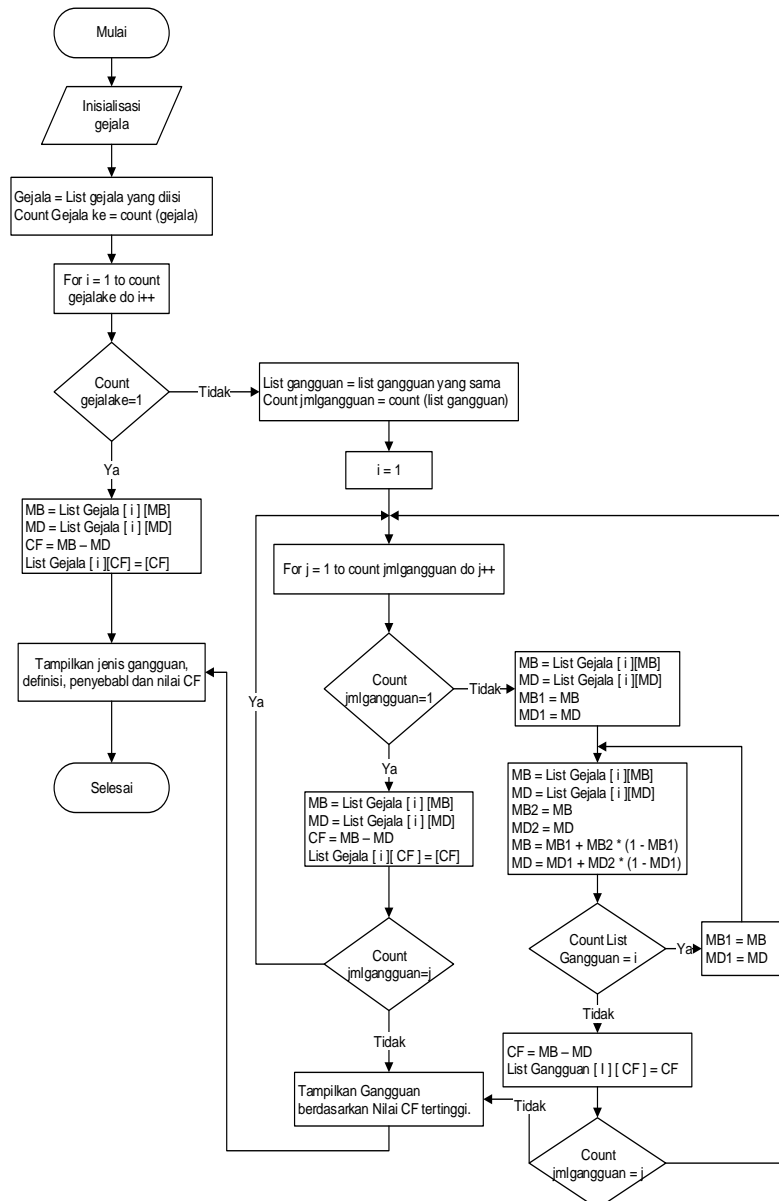 Mulai
Inisialisasi
gejala
Gejala = List gejala yang diisi
Count Gejala ke = count (gejala)
For i = 1 to count
gejalake do i++
Count
gejalake=1
Tidak
Ya
MB = List Gejala [ i ] [MB]
MD = List Gejala [ i ] [MD]
CF = MB – MD
List Gejala [ i ][CF] = [CF]
Tampilkan jenis gangguan,
definisi, penyebabl dan nilai CF
Selesai
List gangguan = list gangguan yang sama
Count jmlgangguan = count (list gangguan)
i = 1
For j = 1 to count jmlgangguan do j++
Count
jmlgangguan=1
Tidak
Ya
Ya
MB = List Gejala [ i ] [MB]
MD = List Gejala [ i ] [MD]
CF = MB – MD
List Gejala [ i ][ CF ] = [CF]
Count
jmlgangguan=j
Tidak
Tampilkan Gangguan
berdasarkan Nilai CF tertinggi.
MB = List Gejala [ i ][MB]
MD = List Gejala [ i ][MD]
MB1 = MB
MD1 = MD
MB = List Gejala [ i ][MB]
MD = List Gejala [ i ][MD]
MB2 = MB
MD2 = MD
MB = MB1 + MB2 * (1 - MB1)
MD = MD1 + MD2 * (1 - MD1)
Count List
Gangguan = i
Ya
MB1 = MB
MD1 = MD
Tidak
CF = MB – MD
List Gangguan [ I ] [ CF ] = CF
Tidak
Count
jmlgangguan = j